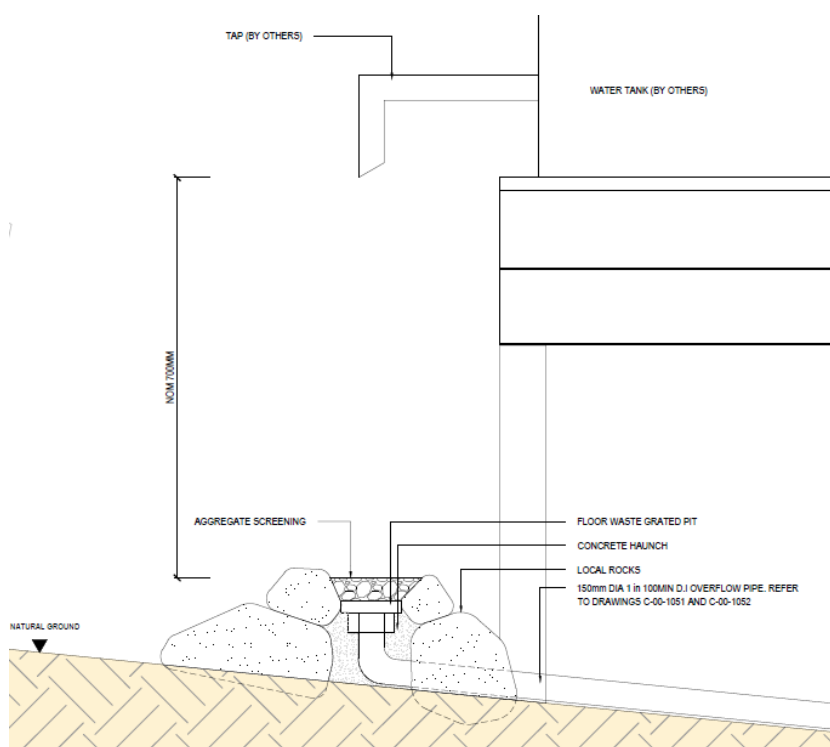 TAP (BY OTHERS)
WATER TANK (BY OTHERS)
NOM 700MM
AGGREGATE SCREENING
FLOOR WASTE GRATED PIT
CONCRETE HAUNCH
LOCAL ROCKS
150mm DIA 1 in 100MIN D.I OVERFLOW PIPE. REFER
TO DRAWINGS C-00-1051 AND C-00-1052
NATURAL GROUND